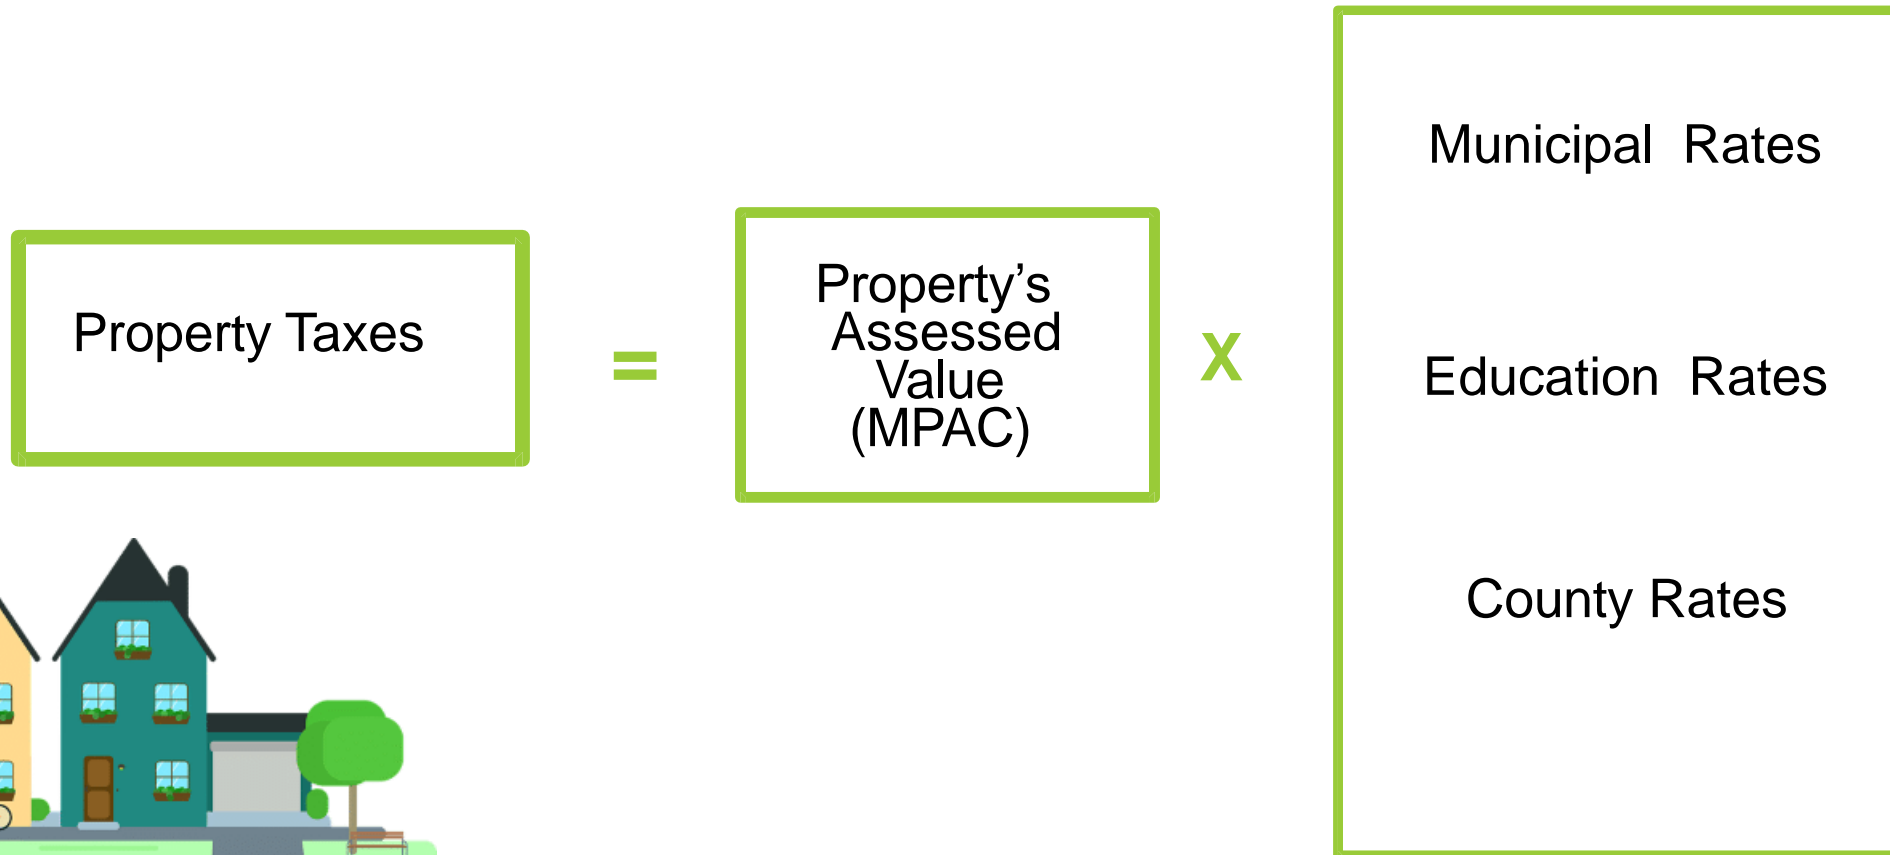 Property Taxes
=
Property’s
Assessed
Value
(MPAC)
X
Municipal Rates
Education Rates
County Rates